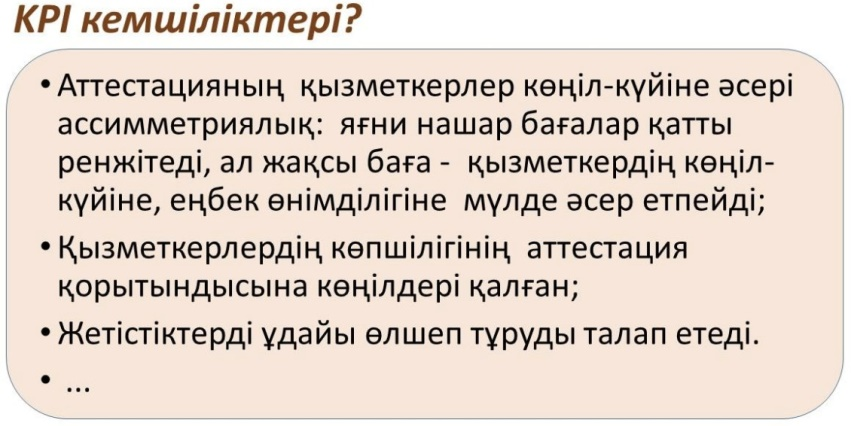 KPI кемшіліктері?
• Аттестацияның қызметкерлер көңіл-күйіне әсері
ассимметриялық: яғни нашар бағалар қатты
ренжітеді, ал жақсы баға - қызметкердің көңіл-
күйіне, еңбек өнімділігіне мүлде әсер етпейді;
• Қызметкерлердің көпшілігінің аттестация
қорытындысына көңілдері қалған;
• Жетістіктерді ұдайы өлшеп тұруды талап етеді.
• ...